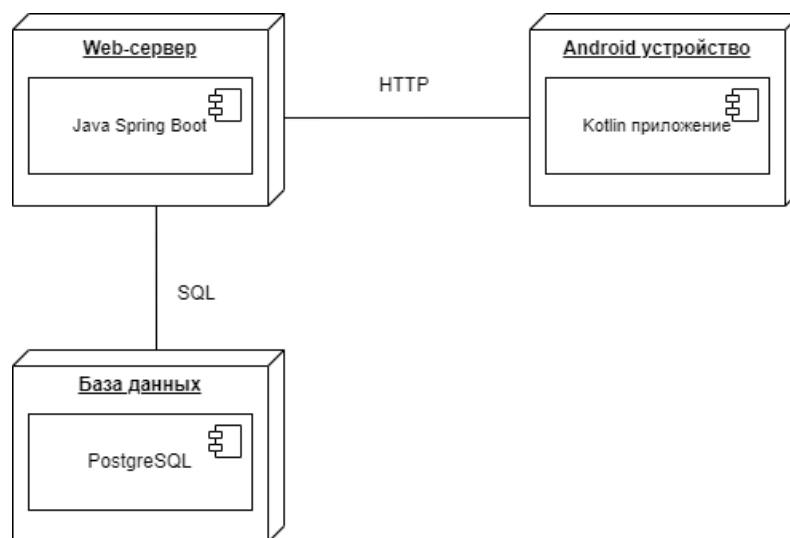 Web-сервер
Java Spring Boot
HTTP
Android устройство
Kotlin приложение
SQL
База данных
PostgreSQL